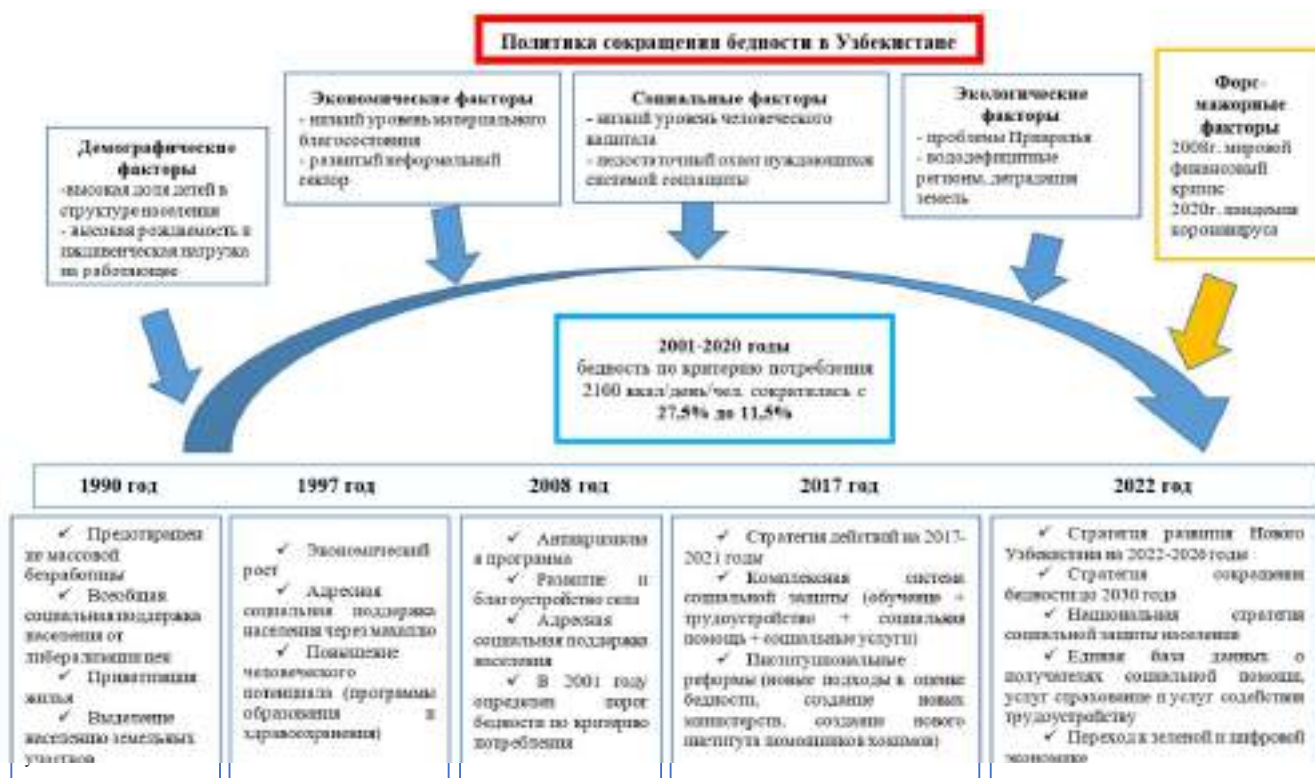 Политика сокращения бедности в Узбекистане
Демографические
факторы
-высокая доля детей в
структуре населения
- высокая рождаемость и
иждивенческая нагрузка
на работающие
Экономические факторы
- низкий уровень материального
благосостояния
- развитый неформальный
сектор
Социальные факторы
- низкий уровень человеческого
капитала
- недостаточный охват нуждающихся
системой соцзащиты
Экологические
факторы
- проблемы Приаралья
- вододефицитные
регионы, деградация
земель
Форс-
мажорные
факторы
2008г. мировой
финансовый
кризис
2020г. пандемия
коронавируса
2001-2020 годы
бедность по критерию потребления
2100 ккал/день/чел. сократилась с
27,5% до 11,5%
1990 год
1997 год
2008 год
2017 год
2022 год
✓ Предотвращен
ие массовой
безработицы
✓ Всеобщая
социальная поддержка
населения от
либерализации цен
✓ Приватизация
жилья
✓ Выделение
населению земельных
участков
✓ Экономический
рост
✓ Адресная
социальная поддержка
населения через махаллю
✓ Повышение
человеческого
потенциала (программы
образования и
здравоохранения)
✓ Антикризисна
я программа
✓ Развитие и
благоустройство села
✓ Адресная
социальная поддержка
населения
✓ В 2001 году
определен порог
бедности по критерию
потребления
✓ Стратегия действий на 2017-
2021 годы
✓ Комплексная система
социальной защиты (обучение +
трудоустройство + социальная
помощь + социальные услуги)
✓ Институциональные
реформы (новые подходы к оценке
бедности, создание новых
министерств, создание нового
института помощников хокимов)
✓ Стратегия развития Нового
Узбекистана на 2022-2026 годы
✓ Стратегия сокращения
бедности до 2030 года
✓ Национальная стратегия
социальной защиты населения
✓ Единая база данных о
получателях социальной помощи,
услуг страхование и услуг содействия
трудоустройству
✓ Переход к зеленой и цифровой
экономике